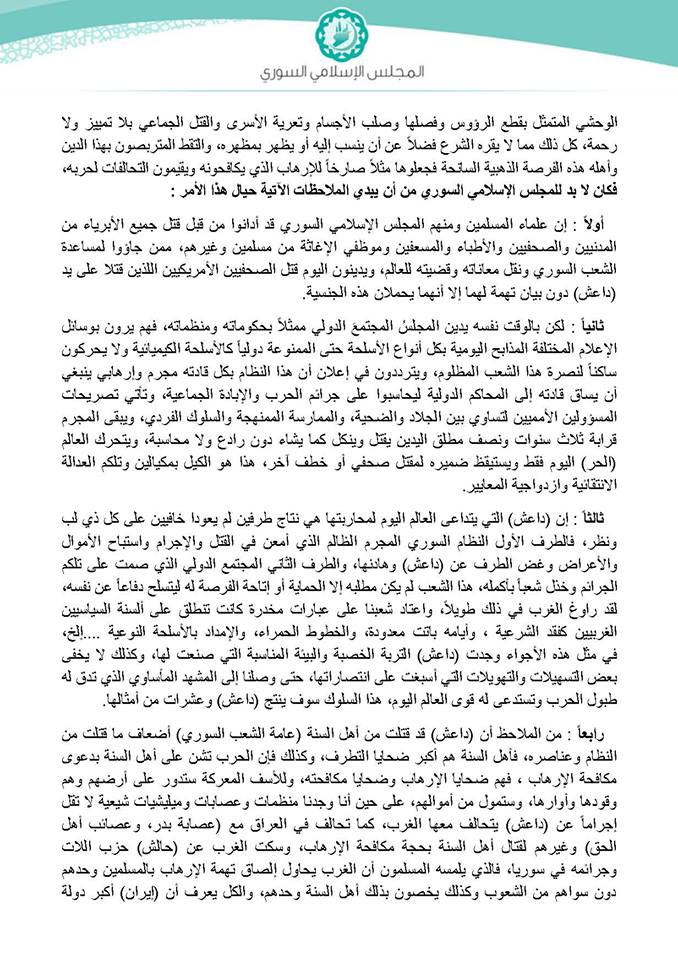 المجلس الإسلامي السوري
الوحشي المتمثل بقطع الرؤوس وفصلها وصلب الأجسام وتعرية الأسرى والقتل الجماعي بلا تمييز ولا
رحمة، كل ذلك مما لا يقره الشرع فضلاً عن أن ينسب إليه أو يظهر بمظهره، والتقط المتربصون بهذا الدين
وأهله هذه الفرصة الذهبية السانحة فجعلوها مثلاً صارخاً للإرهاب الذي يكافحونه ويقيمون التحالفات لحربه،
فكان لا بد للمجلس الإسلامي السوري من أن يبدي الملاحظات الآتية حيال هذا الأمر :
أولاً : إن علماء المسلمين ومنهم المجلس الإسلامي السوري قد أدانوا من قبل قتل جميع الأبرياء من
المدنيين والصحفيين والأطباء والمسعفين وموظفي الإغاثة من مسلمين وغيرهم، ممن جاؤوا لمساعدة
الشعب السوري ونقل معاناته وقضيته للعالم، ويدينون اليوم قتل الصحفيين الأمريكيين اللذين قتلا على يد
(داعش) دون بيان تهمة لهما إلا أنهما يحملان هذه الجنسية.
ثانياً : لكن بالوقت نفسه يدين المجلسُ المجتمعَ الدولي ممثلاً بحكوماته ومنظماته، فهم يرون بوسائل
الإعلام المختلفة المذابح اليومية بكل أنواع الأسلحة حتى الممنوعة دولياً كالأسلحة الكيميائية ولا يحركون
ساكناً لنصرة هذا الشعب المظلوم، ويترددون في إعلان أن هذا النظام بكل قادته مجرم وإرهابي ينبغي
أن يساق قادته إلى المحاكم الدولية ليحاسبوا على جرائم الحرب والإبادة الجماعية، وتأتي تصريحات
المسؤولين الأمميين لتساوي بين الجلاد والضحية، والممارسة الممنهجة والسلوك الفردي، ويبقى المجرم
قرابة ثلاث سنوات ونصف مطلق اليدين يقتل وينكل كما يشاء دون رادع ولا محاسبة، ويتحرك العالم
(الحر) اليوم فقط ويستيقظ ضميره لمقتل صحفي أو خطف آخر، هذا هو الكيل بمكيالين وتلكم العدالة
الانتقائية وازدواجية المعايير.
ثالثاً : إن (داعش) التي يتداعى العالم اليوم لمحاربتها هي نتاج طرفين لم يعودا خافيين على كل ذي لب
ونظر، فالطرف الأول النظام السوري المجرم الظالم الذي أمعن في القتل والإجرام واستباح الأموال
والأعراض وغض الطرف عن (داعش) وهادنها، والطرف الثاني المجتمع الدولي الذي صمت على تلكم
الجرائم وخذل شعباً بأكمله، هذا الشعب لم يكن مطلبه إلا الحماية أو إتاحة الفرصة له ليتسلح دفاعاً عن نفسه،
لقد راوغ الغرب في ذلك طويلاً، واعتاد شعبنا على عبارات مخدرة كانت تنطلق على ألسنة السياسيين
الغربيين كفقد الشرعية ، وأيامه باتت معدودة، والخطوط الحمراء، والإمداد بالأسلحة النوعية ....إلخ،
في مثل هذه الأجواء وجدت (داعش) التربة الخصبة والبيئة المناسبة التي صنعت لها، وكذلك لا يخفى
بعض التسهيلات والتهويلات التي أسبغت على انتصاراتها، حتى وصلنا إلى المشهد المأساوي الذي تدق له
طبول الحرب وتستدعى له قوى العالم اليوم، هذا السلوك سوف ينتج (داعش) وعشرات من أمثالها.
رابعاً : من الملاحظ أن (داعش) قد قتلت من أهل السنة (عامة الشعب السوري) أضعاف ما قتلت من
النظام وعناصره، فأهل السنة هم أكبر ضحايا التطرف، وكذلك فإن الحرب تشن على أهل السنة بدعوى
مكافحة الإرهاب ، فهم ضحايا الإرهاب وضحايا مكافحته، وللأسف المعركة ستدور على أرضهم وهم
وقودها وأوارها، وستمول من أموالهم، على حين أنا وجدنا منظمات وعصابات وميليشيات شيعية لا تقل
إجراماً عن (داعش) يتحالف معها الغرب، كما تحالف في العراق مع (عصابة بدر، وعصائب أهل
الحق) وغيرهم لقتال أهل السنة بحجة مكافحة الإرهاب، وسكت الغرب عن (حالش) حزب اللات
وجرائمه في سوريا، فالذي يلمسه المسلمون أن الغرب يحاول إلصاق تهمة الإرهاب بالمسلمين وحدهم
دون سواهم من الشعوب وكذلك يخصون بذلك أهل السنة وحدهم، والكل يعرف أن (إيران) أكبر دولة